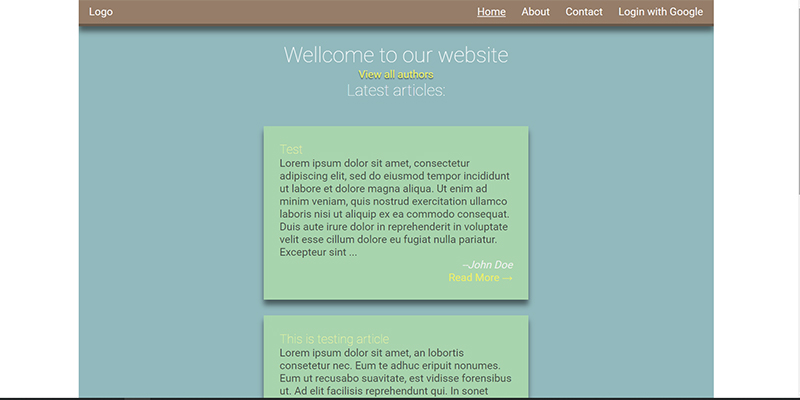 Logo Home About Contact Login with Google
Wellcome to our website
View all authors
Latest articles:
Test
Lorem ipsum dolor sit amet, consectetur
adipiscing elit, sed do eiusmod tempor incididunt
ut labore et dolore magna aliqua. Ut enim ad
minim veniam, quis nostrud exercitation ullamco
laboris nisi ut aliquip ex ea commodo consequat.
Duis aute irure dolor in reprehenderit in voluptate
velit esse cillum dolore eu fugiat nulla pariatur.
Excepteur sint ...
--John Doe
Read More →
This is testing article
Lorem ipsum dolor sit amet, an lobortis
consetetur nec. Eum te adhuc eripuit nonumes.
Eum ut recusabo suavitate, est vidisse forensibus
ut. Ad elit facilisis reprehendunt qui. In sonet